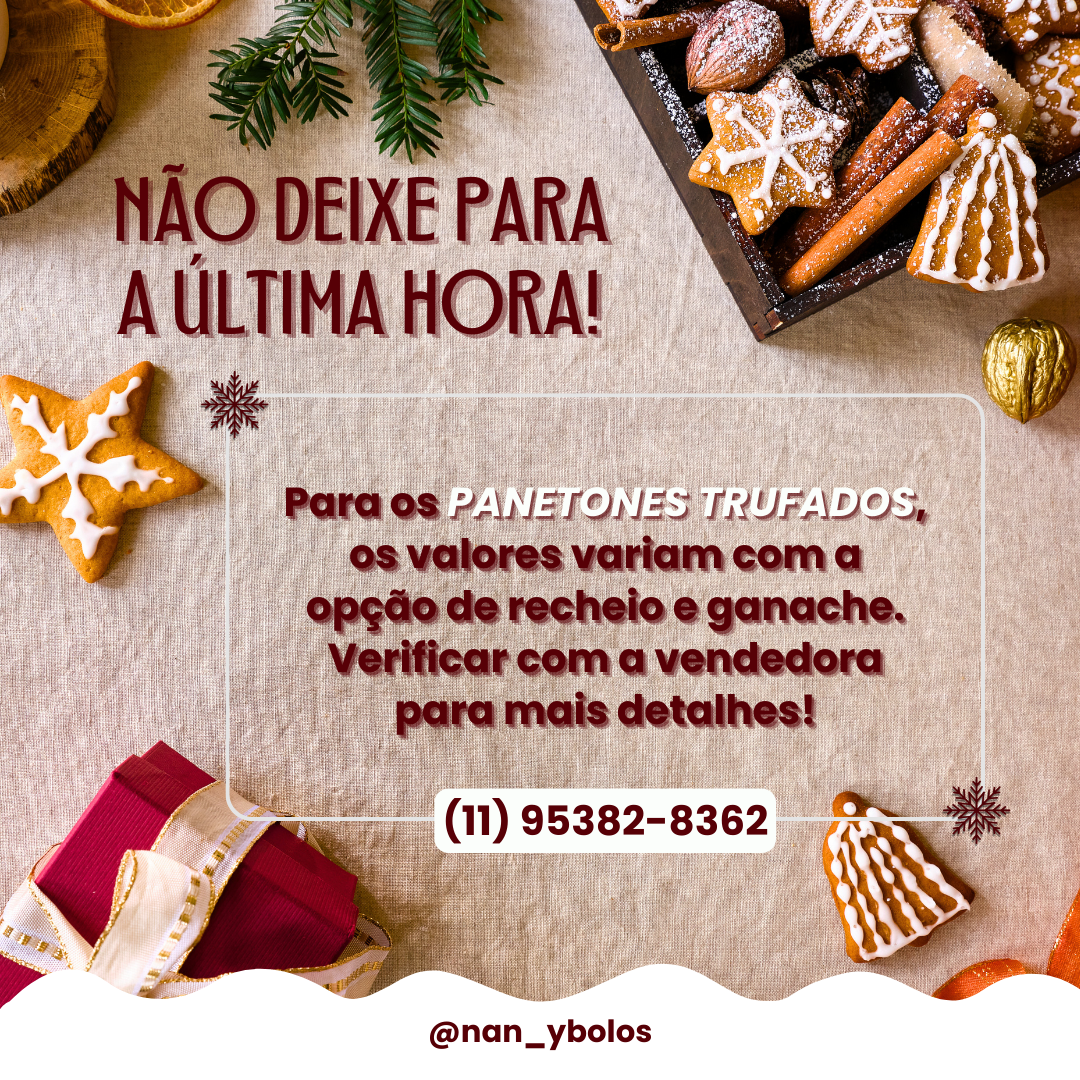 NÃO DEIXE PARA
A ÚLTIMA HORA!
Para os PANETONES TRUFADOS,
os valores variam com a
opção de recheio e ganache.
Verificar com a vendedora
para mais detalhes!
(11) 95382-8362
@nan_ybolos